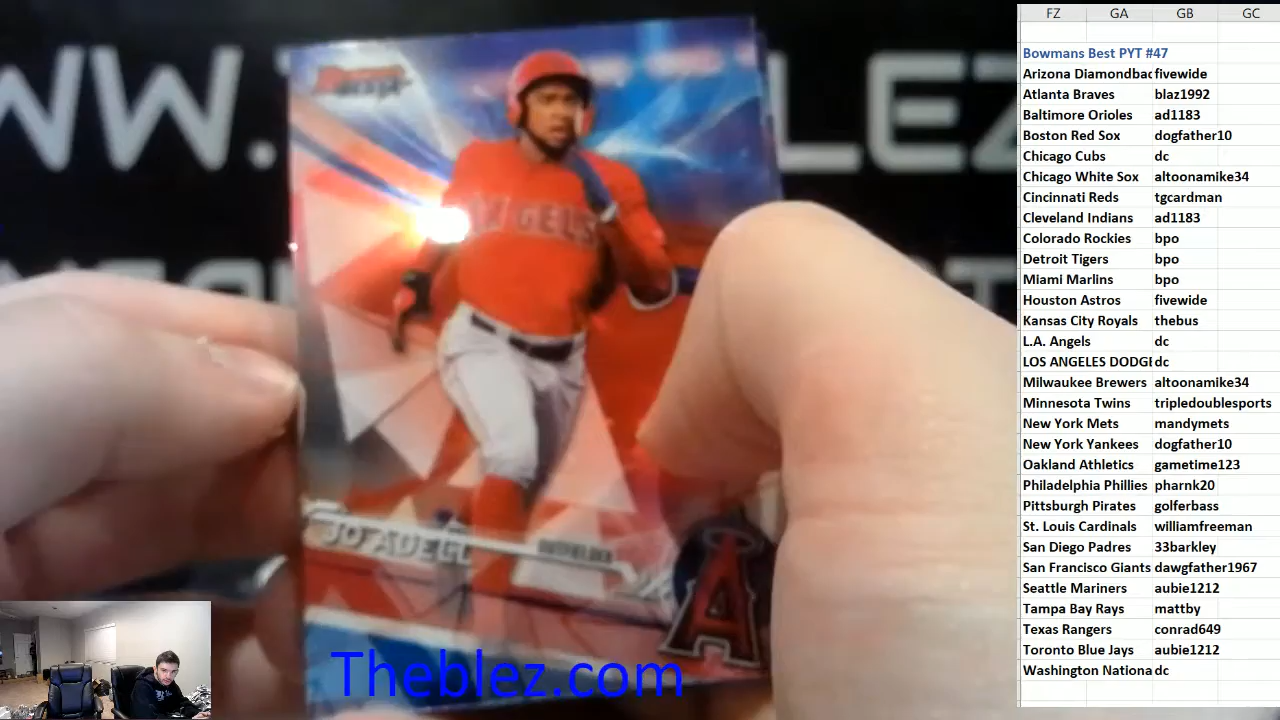 FZ GA GB GC
Bowmans Best PYT #47
Arizona Diamondbac fivewide
Atlanta Braves blaz1992
Baltimore Orioles ad1183
Boston Red Sox dogfather10
Chicago Cubs dc
Chicago White Sox altoonamike34
Cincinnati Reds tgcardman
Cleveland Indians ad1183
Colorado Rockies bpo
Detroit Tigers bpo
Miami Marlins bpo
Houston Astros fivewide
Kansas City Royals thebus
L.A. Angels dc
LOS ANGELES DODGE dc
Milwaukee Brewers altoonamike34
Minnesota Twins tripledoublesports
New York Mets mandymets
New York Yankees dogfather10
Oakland Athletics gametime123
Philadelphia Phillies pharnk20
Pittsburgh Pirates golferbass
St. Louis Cardinals williamfreeman
San Diego Padres 33barkley
San Francisco Giants dawgfather1967
Seattle Mariners aubie1212
Tampa Bay Rays mattby
Texas Rangers conrad649
Toronto Blue Jays aubie1212
Washington Nationa dc
ANGELS
JO ADELL OUTFIELDER
A
Theblez.com